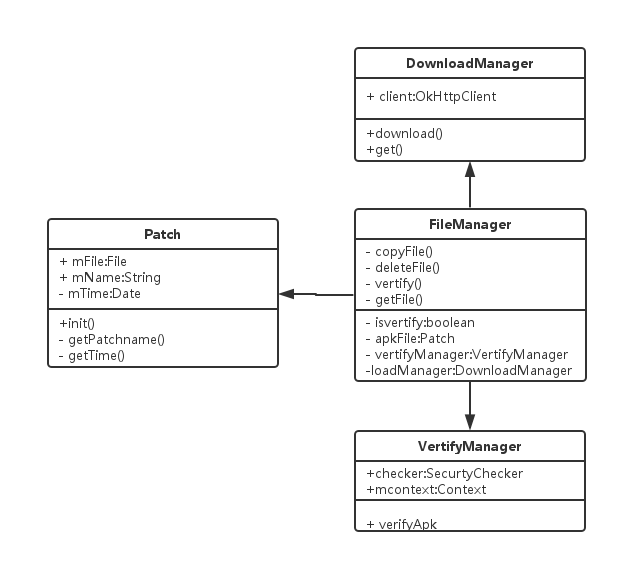 DownloadManager
+ client:OkHttpClient
+download()
+get()
Patch
+ mFile:File
+ mName:String
- mTime:Date
+init()
- getPatchname()
- getTime()
FileManager
- copyFile()
- deleteFile()
- vertify()
- getFile()
- isvertify:boolean
- apkFile:Patch
- vertifyManager:VertifyManager
-loadManager:DownloadManager
VertifyManager
+checker:SecurtyChecker
+mcontext:Context
+ verifyApk